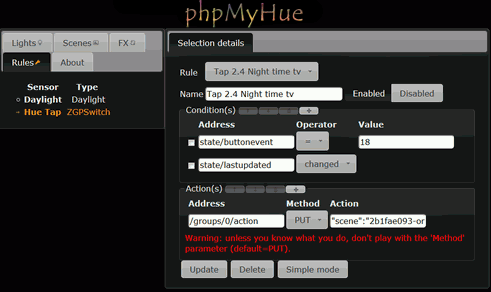 phpMyHue
Lights Scenes FX
Rules About
Sensor Type
Daylight Daylight
Hue Tap ZGPSwitch
Selection details
Rule Tap 2.4 Night time tv
Name Tap 2.4 Night time tv Enabled Disabled
Condition(s)
Address Operator Value
state/buttonevent = 18
state/lastupdated changed
Action(s)
Address Method Action
/groups/0/action PUT "scene":"2b1fae093-or
Warning: unless you know what you do, don't play with the 'Method'
parameter (default=PUT).
Update Delete Simple mode